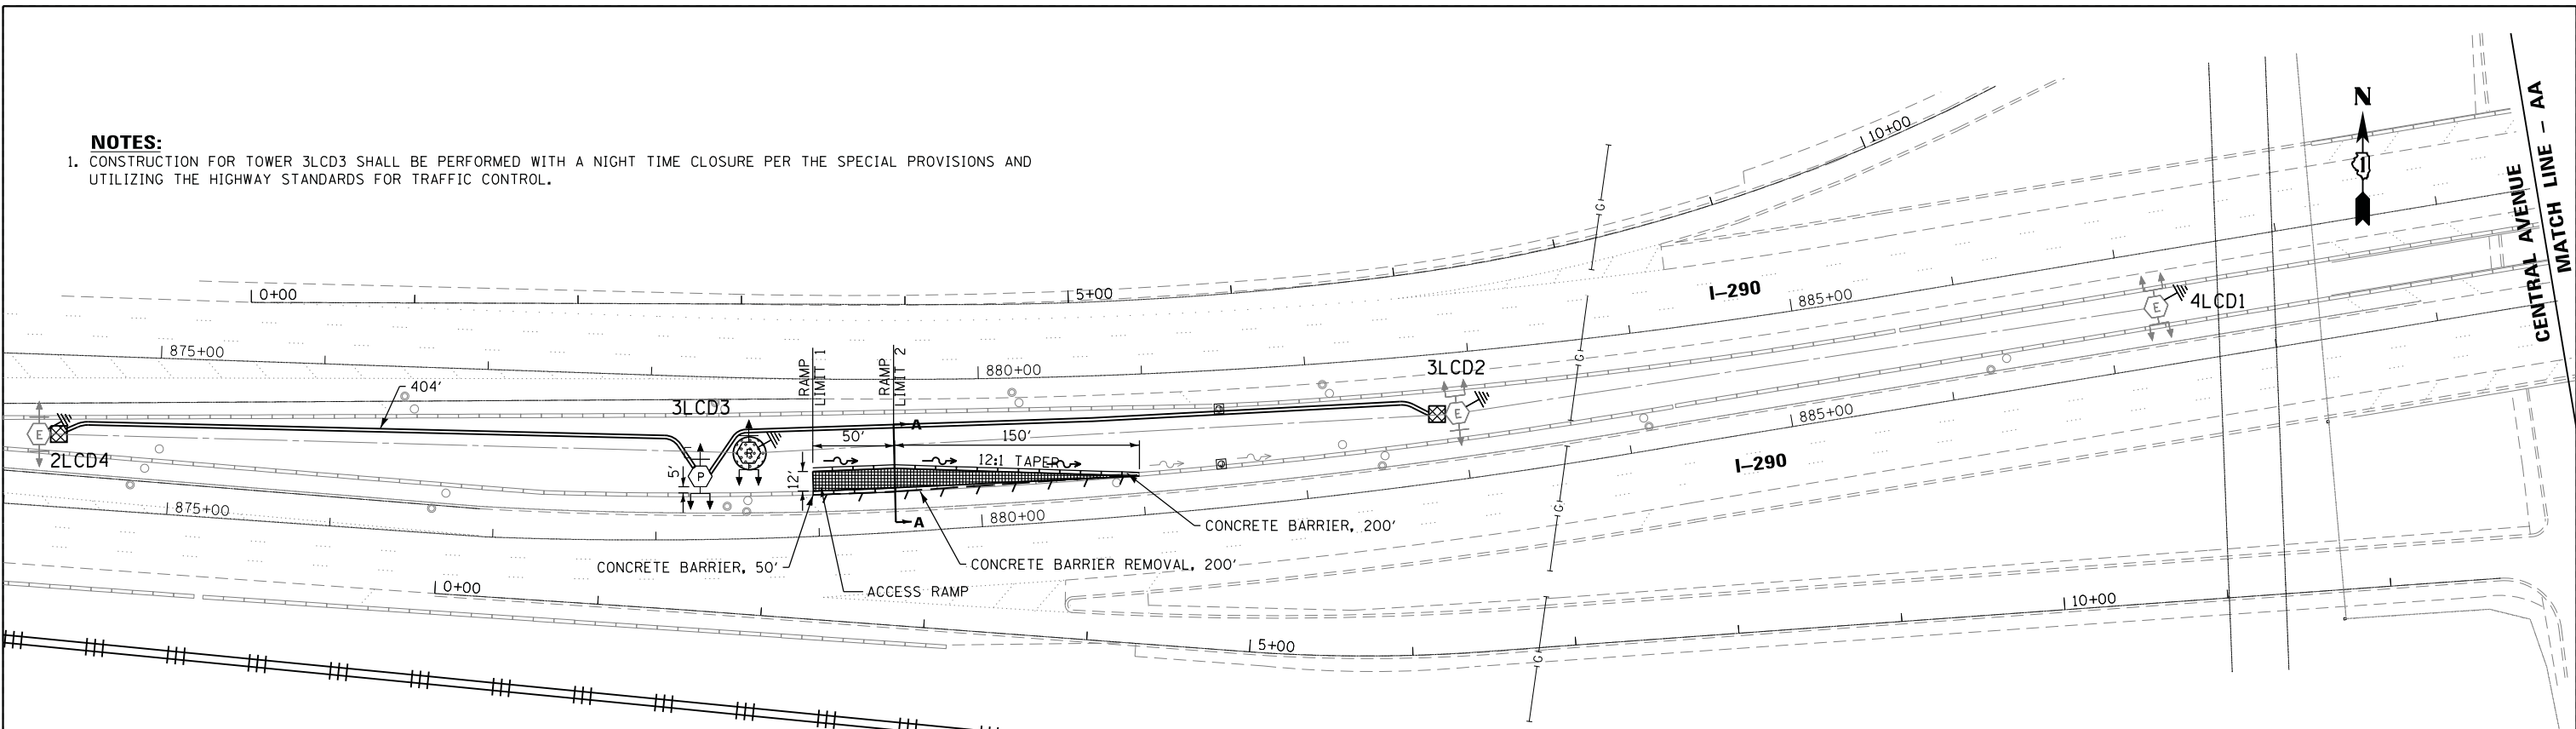 NOTES:
1. CONSTRUCTION FOR TOWER 3LCD3 SHALL BE PERFORMED WITH A NIGHT TIME CLOSURE PER THE SPECIAL PROVISIONS AND
UTILIZING THE HIGHWAY STANDARDS FOR TRAFFIC CONTROL.
N
CENTRAL AVENUE
MATCH LINE - AA
10+00
0+00
5+00
I-290
885+00
4LCD1
E
G
875+00
880+00
RAMP
LIMIT 1
RAMP
LIMIT 2
404'
3LCD3
3LCD2
E
G
E
2LCD4
50'
A
150'
12:1 TAPER
5'
P
12'
885+00
I-290
875+00
880+00
A
G
CONCRETE BARRIER, 200'
CONCRETE BARRIER, 50'
CONCRETE BARRIER REMOVAL, 200'
ACCESS RAMP
0+00
5+00
10+00
G